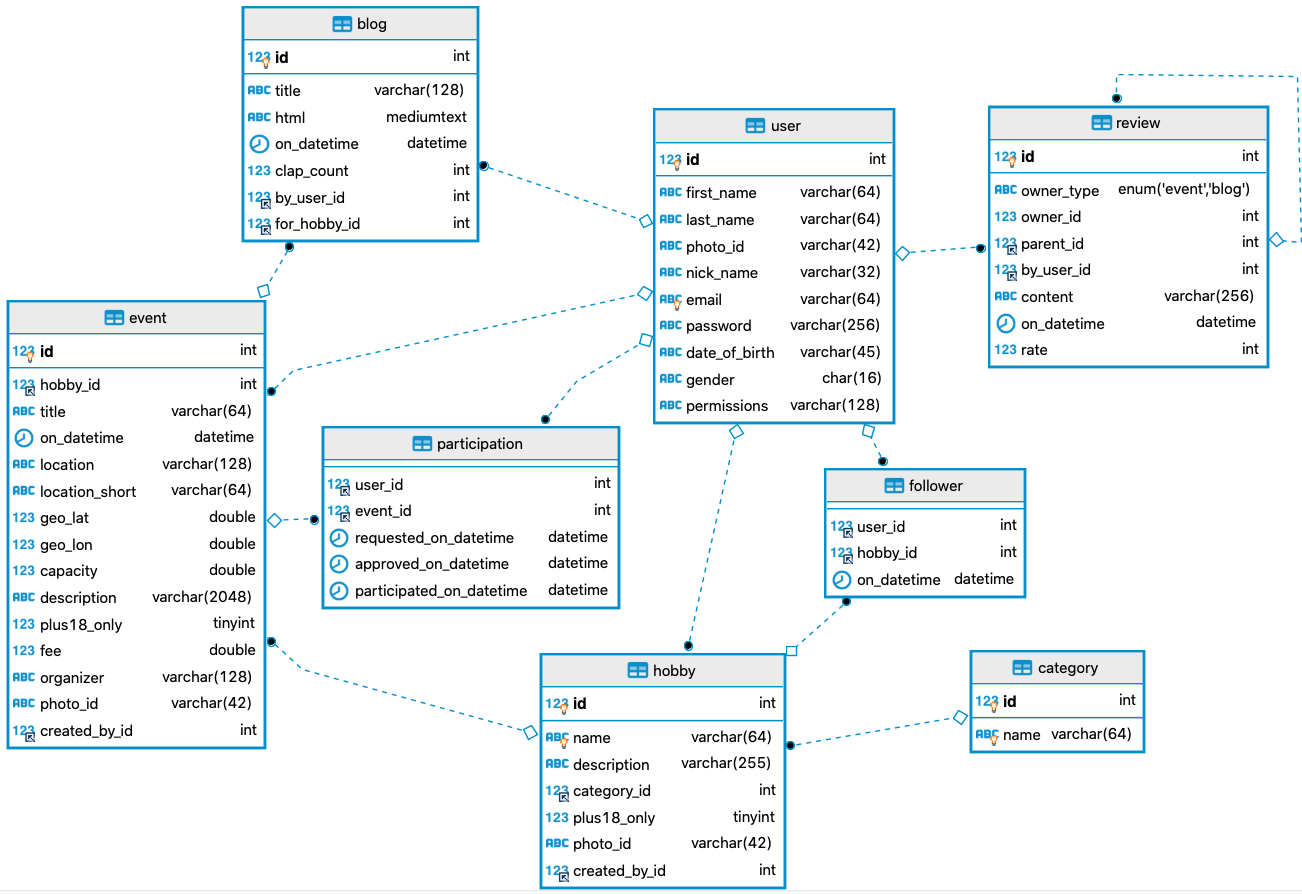 blog
123 id int
ABC title varchar(128)
ABC html mediumtext
on_datetime datetime
123 clap_count int
123 by_user_id int
123 for_hobby_id int
user
123 id int
ABC first_name varchar(64)
ABC last_name varchar(64)
ABC photo_id varchar(42)
ABC nick_name varchar(32)
ABC email varchar(64)
ABC password varchar(256)
ABC date_of_birth varchar(45)
ABC gender char(16)
ABC permissions varchar(128)
review
123 id int
ABC owner_type enum('event','blog')
123 owner_id int
123 parent_id int
123 by_user_id int
ABC content varchar(256)
on_datetime datetime
123 rate int
event
123 id int
123 hobby_id int
ABC title varchar(64)
on_datetime datetime
ABC location varchar(128)
ABC location_short varchar(64)
123 geo_lat double
123 geo_lon double
123 capacity double
ABC description varchar(2048)
123 plus18_only tinyint
123 fee double
ABC organizer varchar(128)
ABC photo_id varchar(42)
123 created_by_id int
participation
123 user_id int
123 event_id int
requested_on_datetime datetime
approved_on_datetime datetime
participated_on_datetime datetime
follower
123 user_id int
123 hobby_id int
on_datetime datetime
hobby
123 id int
ABC name varchar(64)
ABC description varchar(255)
123 category_id int
123 plus18_only tinyint
ABC photo_id varchar(42)
123 created_by_id int
category
123 id int
ABC name varchar(64)